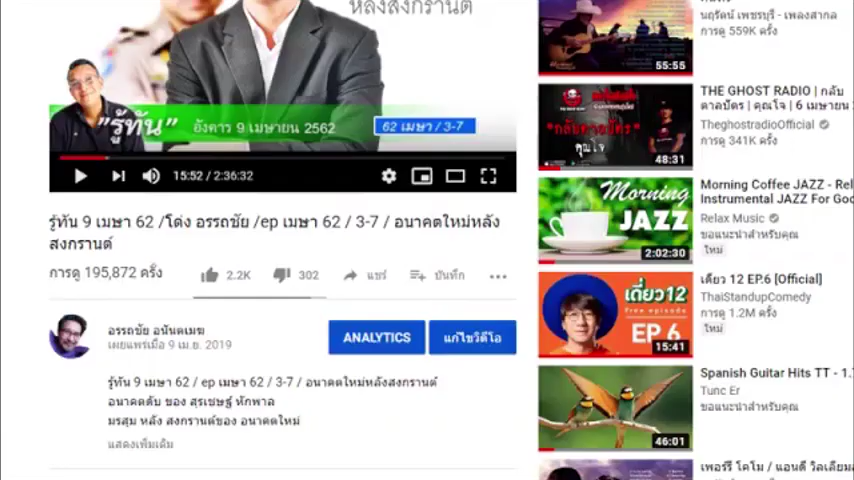 หลังสงกรานต์
"รู้ทัน" อังคาร 9 เมษายน 2562 62 เมษา / 3-7
15:52 / 2:36:32
รู้ทัน 9 เมษา 62 /โด่ง อรรถชัย /ep เมษา 62 / 3-7 / อนาคตใหม่หลัง
สงกรานต์
การดู 195,872 ครั้ง 2.2K 302 แชร์ บันทึก
อรรถชัย อนันตเมฆ
เผยแพร่เมื่อ 9 เม.ย. 2019
ANALYTICS แก้ไขวิดีโอ
รู้ทัน 9 เมษา 62 / ep เมษา 62 / 3-7 / อนาคตใหม่หลังสงกรานต์
อนาคตดับ ของ สุรเชษฐ์ หักพาล
มรสุม หลัง สงกรานต์ของ อนาคตใหม่
แสดงเพิ่มเติม
นฤรัตน์ เพชรบุรี - เพลงสากล
การดู 559K ครั้ง
55:55
THE GHOST RADIO | กลับ
ตาลปัตร | คุณโจ | 6 เมษายน
TheghostradioOfficial
การดู 341K ครั้ง
"กลับตาลปัตร"
คุณโจ
48:31
Morning Coffee JAZZ - Rel
Instrumental JAZZ For Goo
Relax Music
ขอแนะนำสำหรับคุณ
ใหม่
Morning
JAZZ
2:02:30
เดี่ยว 12 EP.6 [Official]
ThaiStandupComedy
การดู 1.2M ครั้ง
ใหม่
เดี่ยว12
Free episode
EP 6
15:41
Spanish Guitar Hits TT - 1.
Tunc Er
ขอแนะนำสำหรับคุณ
46:01
เพอร์รี่ โคโม / แอนดี วิลเลียมส